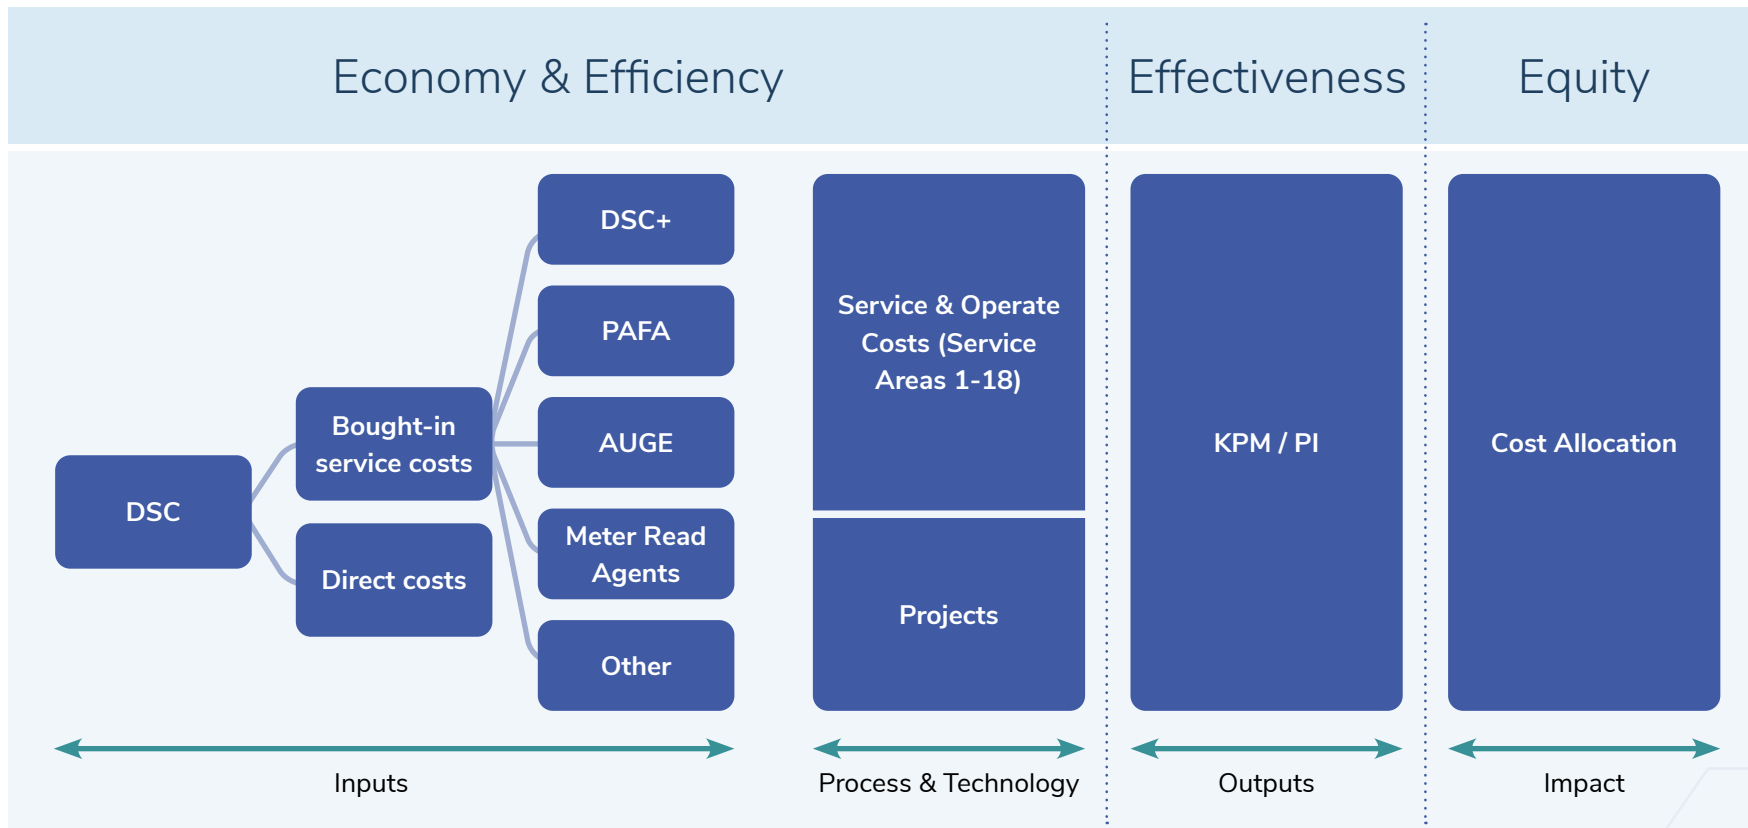 Economy & Efficiency
Effectiveness
Equity
DSC
Bought-in
service costs
Direct costs
DSC+
PAFA
AUGE
Meter Read
Agents
Other
Service & Operate
Costs (Service
Areas 1-18)
Projects
KPM / PI
Cost Allocation
Inputs
Process & Technology
Outputs
Impact